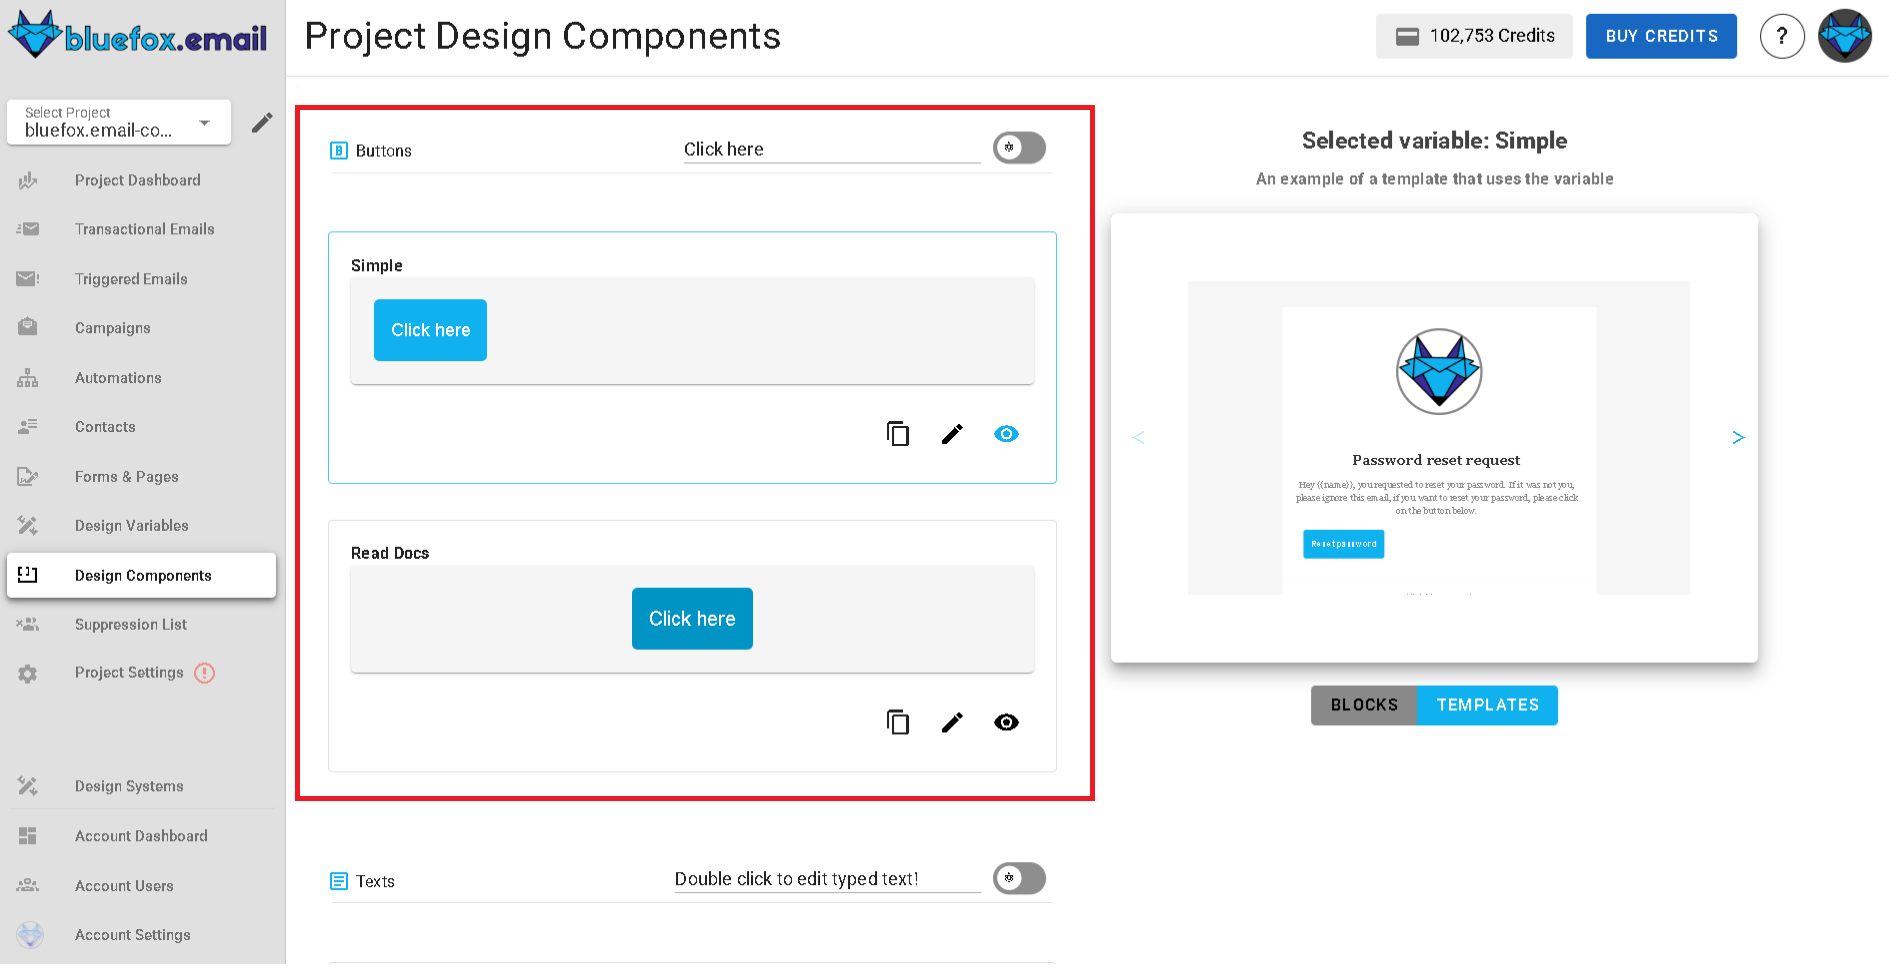 bluefox.email
Project Design Components
102,753 Credits
BUY CREDITS
?
Select Project
bluefox.email-co...
Project Dashboard
Transactional Emails
Triggered Emails
Campaigns
Automations
Contacts
Forms & Pages
Design Variables
Design Components
Suppression List
Project Settings
Design Systems
Account Dashboard
Account Users
Account Settings
B Buttons
Click here
Simple
Click here
Read Docs
Click here
Texts
Double click to edit typed text!
Selected variable: Simple
An example of a template that uses the variable
<
>
Password reset request
Hey {{name}}, you requested to reset your password. If it was not you,
please ignore this email, if you want to reset your password, please click
on the button below.
Reset password
BLOCKS
TEMPLATES